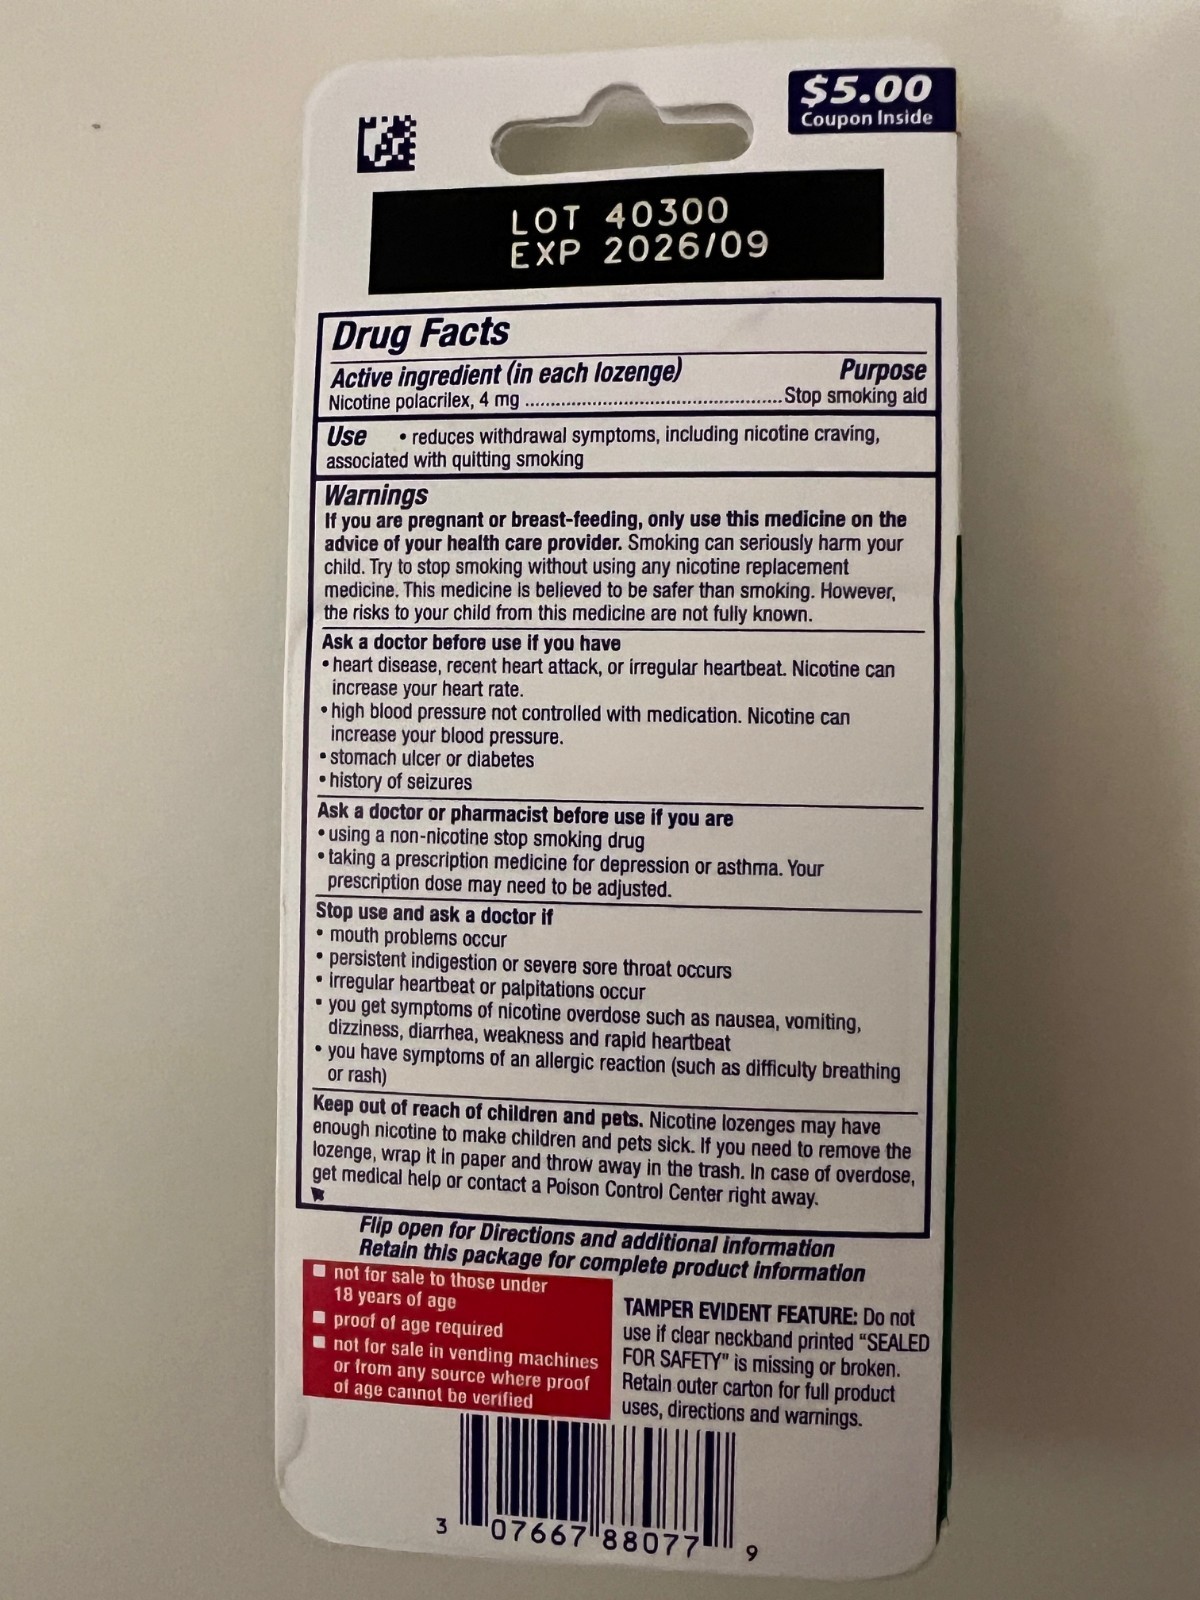 $5.00
Coupon Inside
LOT 40300
EXP 2026/09
Drug Facts
Active ingredient (in each lozenge) Purpose
Nicotine polacrilex, 4 mg ................................................. Stop smoking aid
Use • reduces withdrawal symptoms, including nicotine craving,
associated with quitting smoking
Warnings
If you are pregnant or breast-feeding, only use this medicine on the
advice of your health care provider. Smoking can seriously harm your
child. Try to stop smoking without using any nicotine replacement
medicine. This medicine is believed to be safer than smoking. However,
the risks to your child from this medicine are not fully known.
Ask a doctor before use if you have
• heart disease, recent heart attack, or irregular heartbeat. Nicotine can
increase your heart rate.
• high blood pressure not controlled with medication. Nicotine can
increase your blood pressure.
• stomach ulcer or diabetes
• history of seizures
Ask a doctor or pharmacist before use if you are
• using a non-nicotine stop smoking drug
• taking a prescription medicine for depression or asthma. Your
prescription dose may need to be adjusted.
Stop use and ask a doctor if
• mouth problems occur
• persistent indigestion or severe sore throat occurs
• irregular heartbeat or palpitations occur
• you get symptoms of nicotine overdose such as nausea, vomiting,
dizziness, diarrhea, weakness and rapid heartbeat
• you have symptoms of an allergic reaction (such as difficulty breathing
or rash)
Keep out of reach of children and pets. Nicotine lozenges may have
enough nicotine to make children and pets sick. If you need to remove the
lozenge, wrap it in paper and throw away in the trash. In case of overdose,
get medical help or contact a Poison Control Center right away.
Flip open for Directions and additional information
Retain this package for complete product information
■ not for sale to those under
18 years of age
■ proof of age required
■ not for sale in vending machines
or from any source where proof
of age cannot be verified
TAMPER EVIDENT FEATURE: Do not
use if clear neckband printed “SEALED
FOR SAFETY” is missing or broken.
Retain outer carton for full product
uses, directions and warnings.
3 07667 88077 9